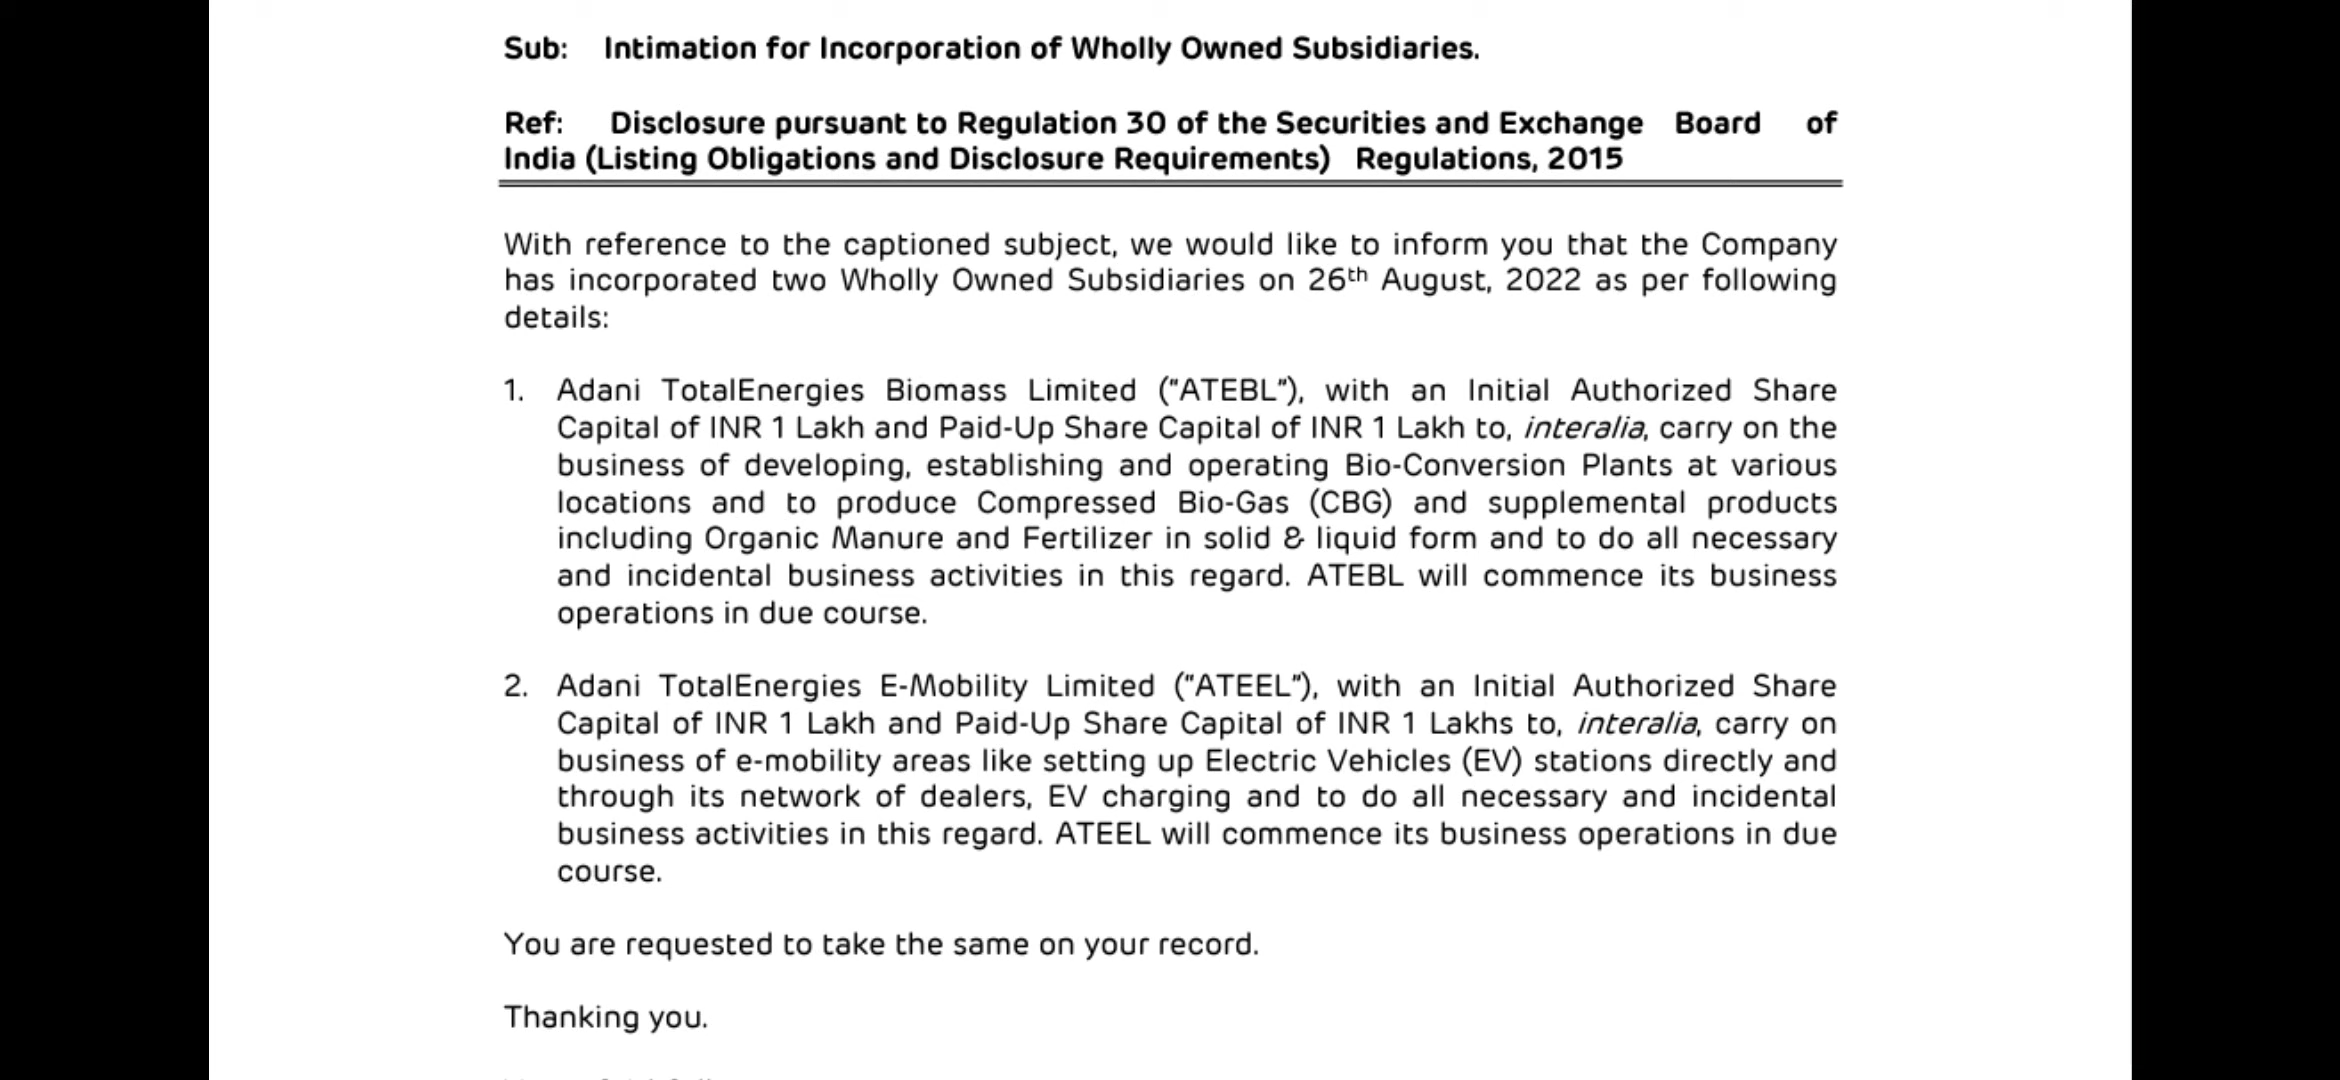 Sub: Intimation for Incorporation of Wholly Owned Subsidiaries.
Ref: Disclosure pursuant to Regulation 30 of the Securities and Exchange Board of
India (Listing Obligations and Disclosure Requirements) Regulations, 2015
With reference to the captioned subject, we would like to inform you that the Company
has incorporated two Wholly Owned Subsidiaries on 26th August, 2022 as per following
details:
1. Adani TotalEnergies Biomass Limited ("ATEBL"), with an Initial Authorized Share
Capital of INR 1 Lakh and Paid-Up Share Capital of INR 1 Lakh to, interalia, carry on the
business of developing, establishing and operating Bio-Conversion Plants at various
locations and to produce Compressed Bio-Gas (CBG) and supplemental products
including Organic Manure and Fertilizer in solid & liquid form and to do all necessary
and incidental business activities in this regard. ATEBL will commence its business
operations in due course.
2. Adani TotalEnergies E-Mobility Limited ("ATEEL"), with an Initial Authorized Share
Capital of INR 1 Lakh and Paid-Up Share Capital of INR 1 Lakhs to, interalia, carry on
business of e-mobility areas like setting up Electric Vehicles (EV) stations directly and
through its network of dealers, EV charging and to do all necessary and incidental
business activities in this regard. ATEEL will commence its business operations in due
course.
You are requested to take the same on your record.
Thanking you.